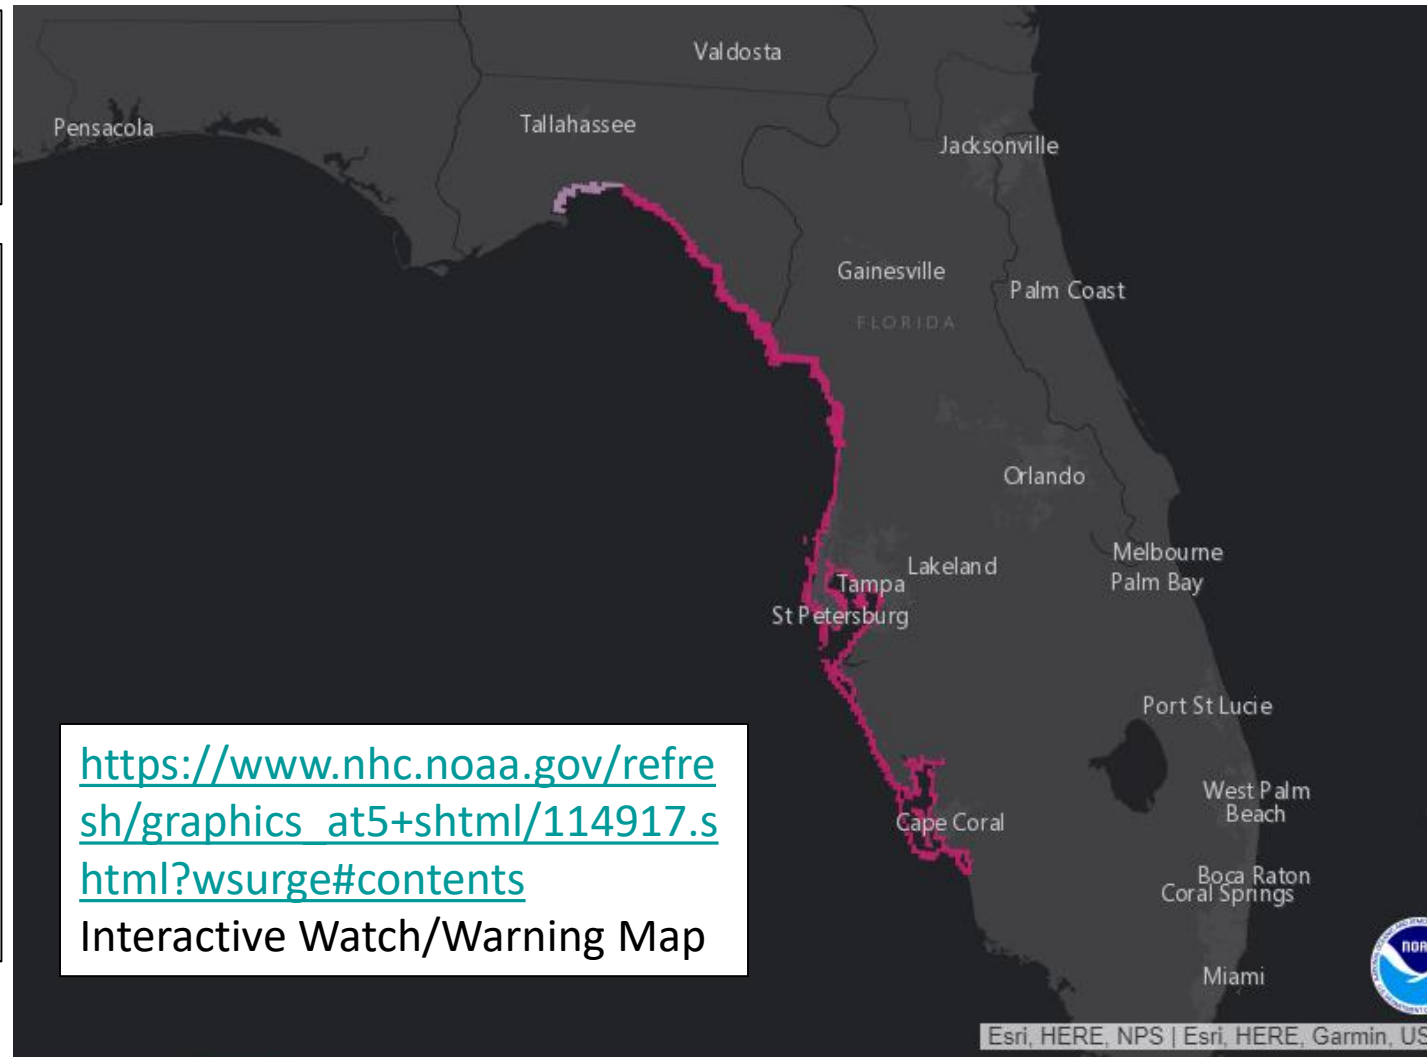 Valdosta
Pensacola
Tallahassee
Jacksonville
Gainesville
Palm Coast
FLORIDA
Orlando
Melbourne
Lakeland
Palm Bay
Tampa
St Petersburg
Port St Lucie
https://www.nhc.noaa.gov/refre
sh/graphics_at5+shtml/114917.s
html?wsurge#contents
Interactive Watch/Warning Map
West Palm
Beach
Cape Coral
Boca Raton
Coral Springs
Miami
Esri, HERE, NPS | Esri, HERE, Garmin, US